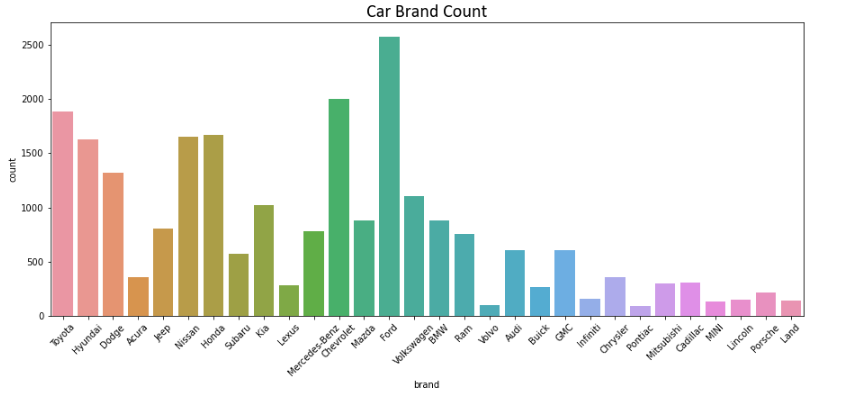 Car Brand Count
2500
2000
1500
1000
500
0
count
Toyota
Hyundai
Dodge
Acura
Jeep
Nissan
Honda
Subaru
Kia
Lexus
Mercedes-Benz
Chevrolet
Mazda
Ford
Volkswagen
BMW
Ram
Volvo
Audi
Buick
GMC
Infiniti
Chrysler
Pontiac
Mitsubishi
Cadillac
MINI
Lincoln
Porsche
Land
brand